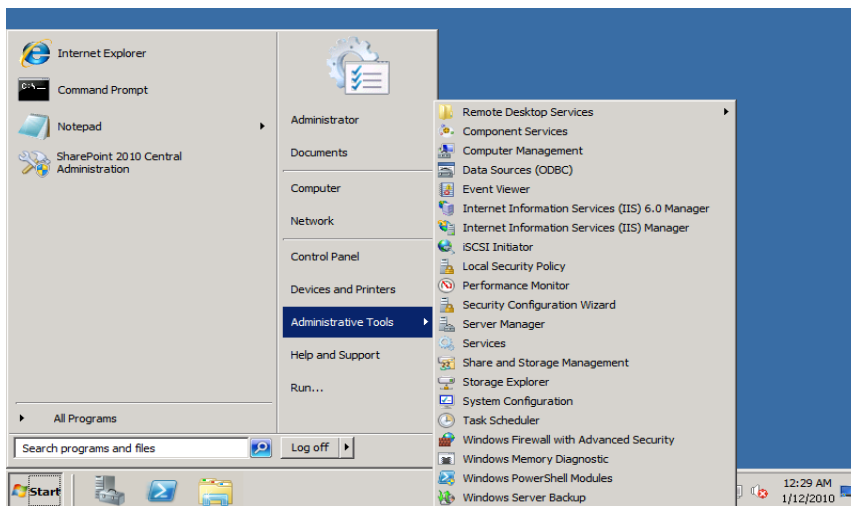 Internet Explorer
Command Prompt
Notepad
SharePoint 2010 Central
Administration
All Programs
Search programs and files
Administrator
Documents
Computer
Network
Control Panel
Devices and Printers
Administrative Tools
Help and Support
Run...
Log off
Remote Desktop Services
Component Services
Computer Management
Data Sources (ODBC)
Event Viewer
Internet Information Services (IIS) 6.0 Manager
Internet Information Services (IIS) Manager
iSCSI Initiator
Local Security Policy
Performance Monitor
Security Configuration Wizard
Server Manager
Services
Share and Storage Management
Storage Explorer
System Configuration
Task Scheduler
Windows Firewall with Advanced Security
Windows Memory Diagnostic
Windows PowerShell Modules
Windows Server Backup
Start
12:29 AM
1/12/2010